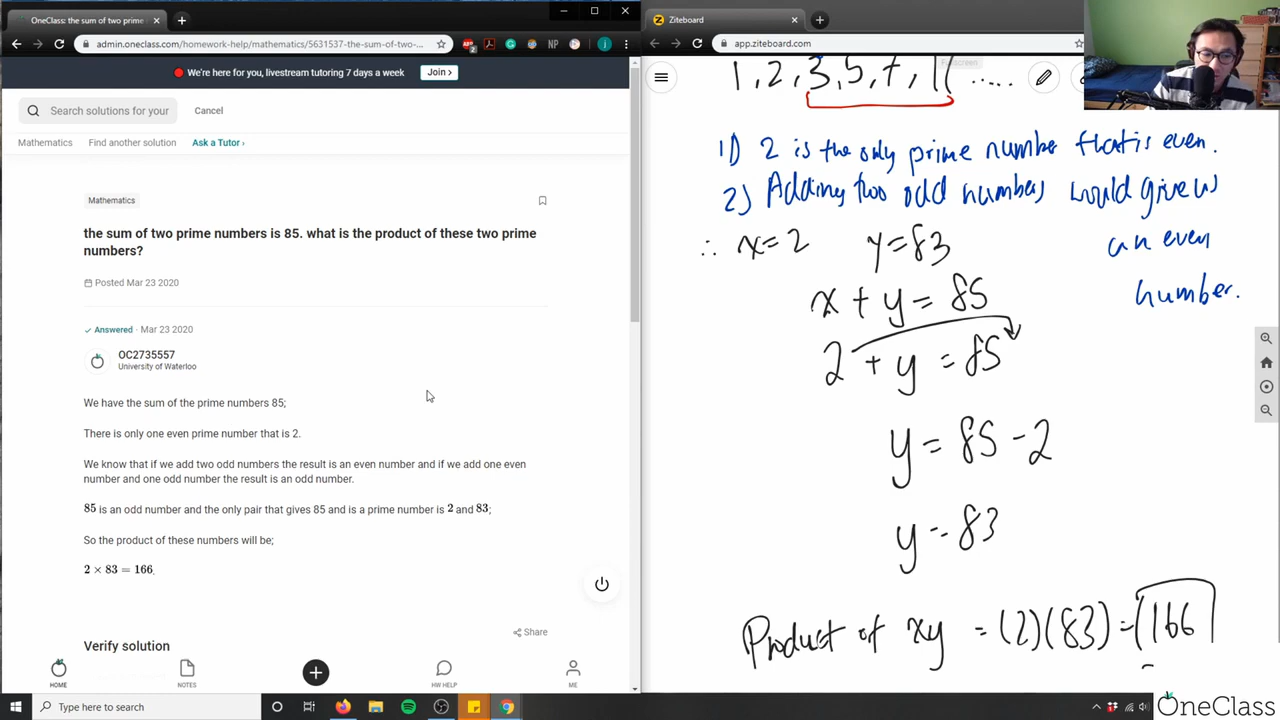 OneClass: the sum of two prime
admin.oneclass.com/homework-help/mathematics/5631537-the-sum-of-two-...
We're here for you, livestream tutoring 7 days a week
Join ›
Search solutions for your
Cancel
Mathematics
Find another solution
Ask a Tutor ›
Mathematics
the sum of two prime numbers is 85. what is the product of these two prime
numbers?
Posted Mar 23 2020
Answered · Mar 23 2020
OC2735557
University of Waterloo
We have the sum of the prime numbers 85;
There is only one even prime number that is 2.
We know that if we add two odd numbers the result is an even number and if we add one even
number and one odd number the result is an odd number.
85 is an odd number and the only pair that gives 85 and is a prime number is 2 and 83;
So the product of these numbers will be;
2 × 83 = 166.
Share
Verify solution
HOME
NOTES
HW HELP
ME
Type here to search
Ziteboard
app.ziteboard.com
Fullscreen
1, 2, 3, 5, 7, 11 .....
1) 2 is the only prime number that is even.
2) Adding two odd numbers would give us
an even
number.
∴ x = 2 y = 83
x + y = 85
2 + y = 85
y = 85 - 2
y = 83
Product of xy = (2)(83) = 166
OneClass